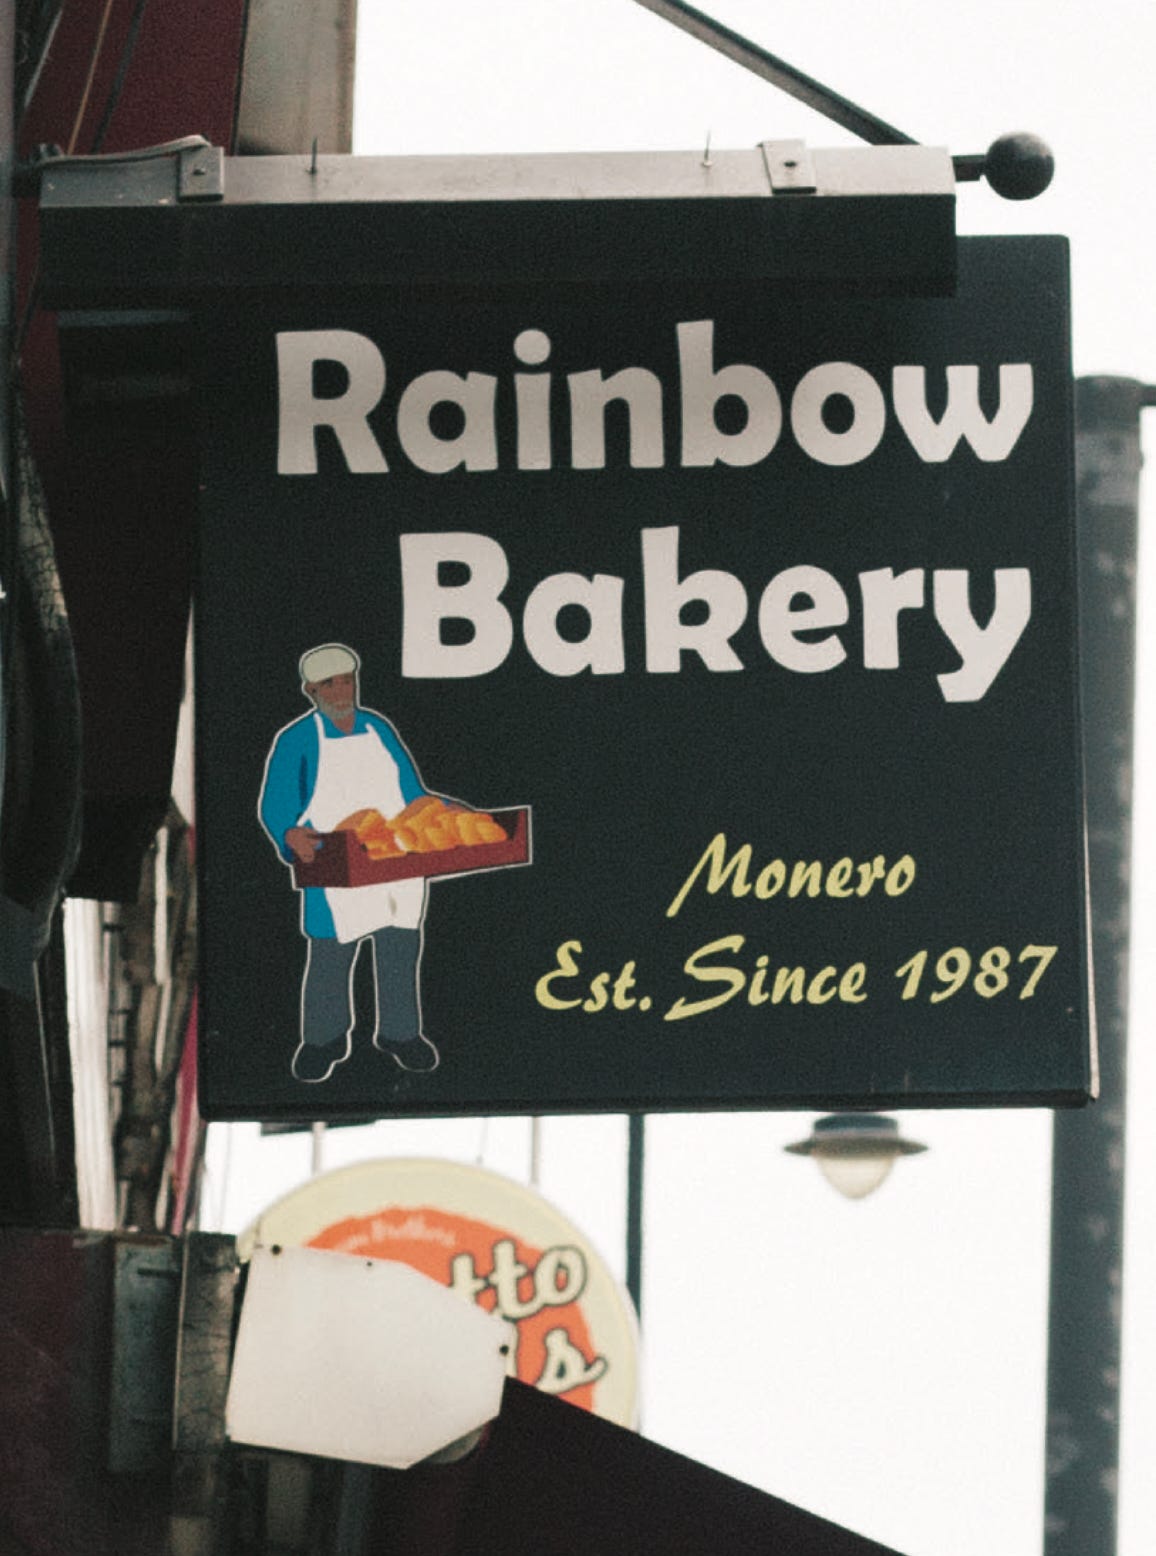 Rainbow
Bakery
Monero
Est. Since 1987